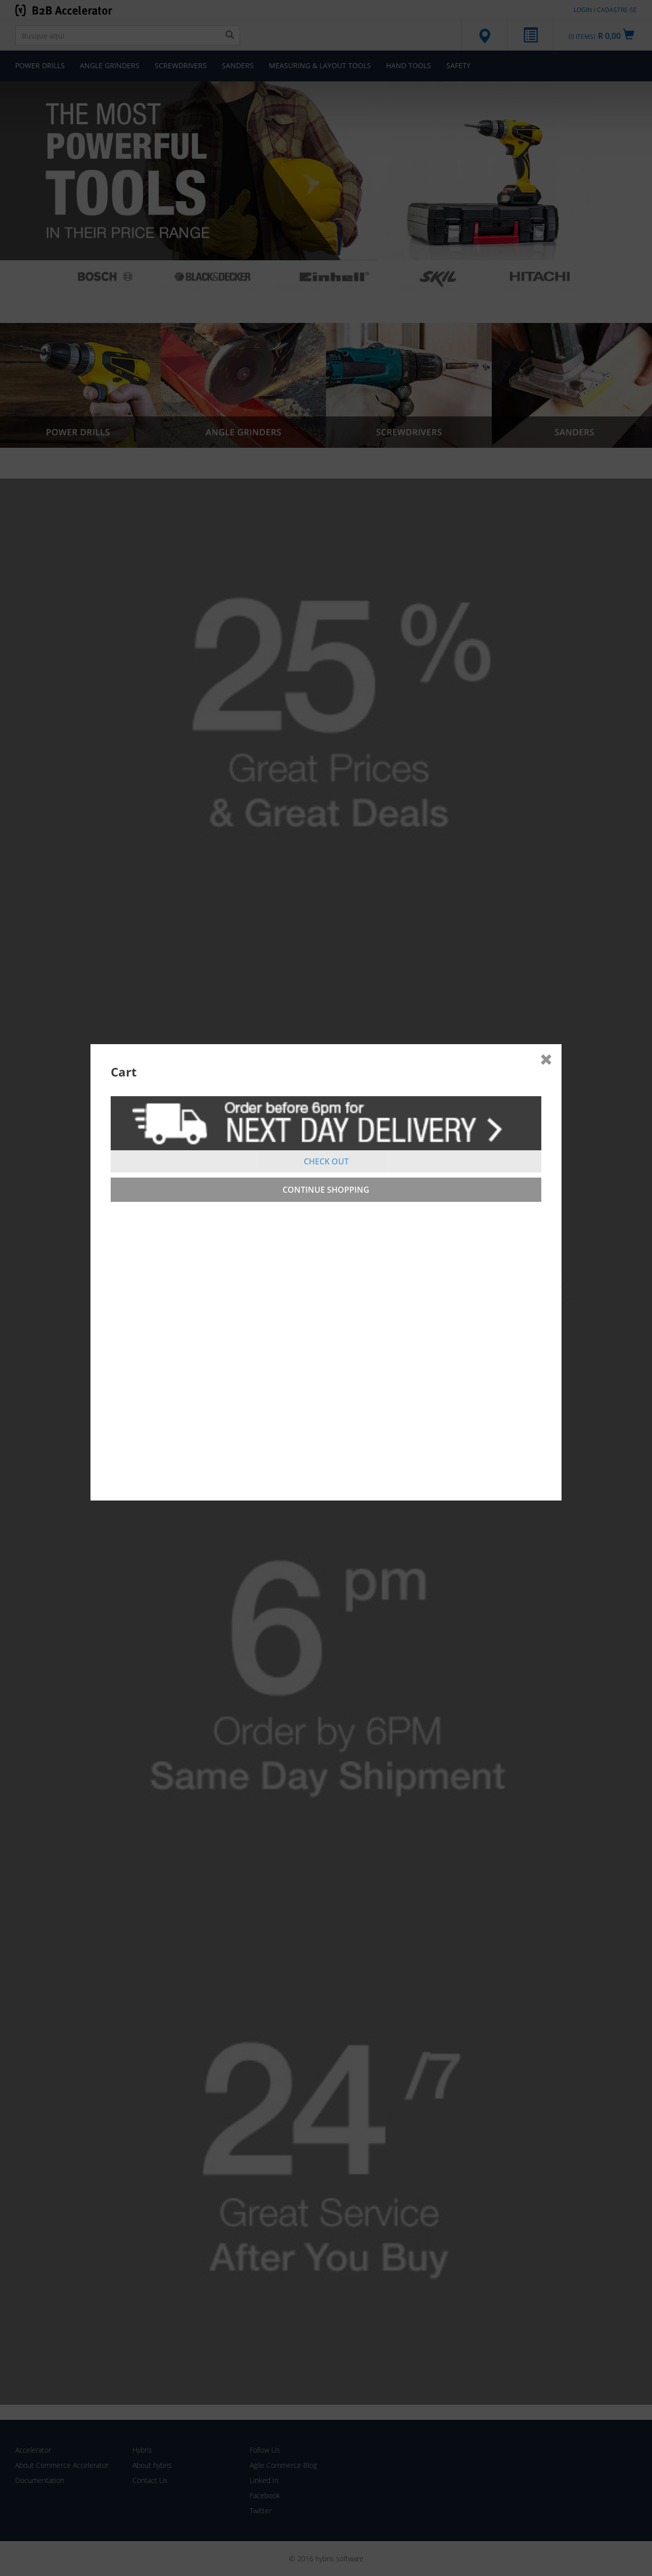 B2B Accelerator
LOGIN / CADASTRE-SE
Busque aqui
(0 ITEMS) R 0,00
POWER DRILLS
ANGLE GRINDERS
SCREWDRIVERS
SANDERS
MEASURING & LAYOUT TOOLS
HAND TOOLS
SAFETY
THE MOST
POWERFUL
TOOLS
IN THEIR PRICE RANGE
BOSCH
BLACK&DECKER
Einhell
SKIL
HITACHI
POWER DRILLS
ANGLE GRINDERS
SCREWDRIVERS
SANDERS
25%
Great Prices
& Great Deals
Cart
Order before 6pm for
NEXT DAY DELIVERY
CHECK OUT
CONTINUE SHOPPING
6 pm
Order by 6PM
Same Day Shipment
24/7
Great Service
After You Buy
Accelerator
About Commerce Accelerator
Documentation
Hybris
About hybris
Contact Us
Follow Us
Agile Commerce Blog
Linked In
Facebook
Twitter
© 2016 hybris software